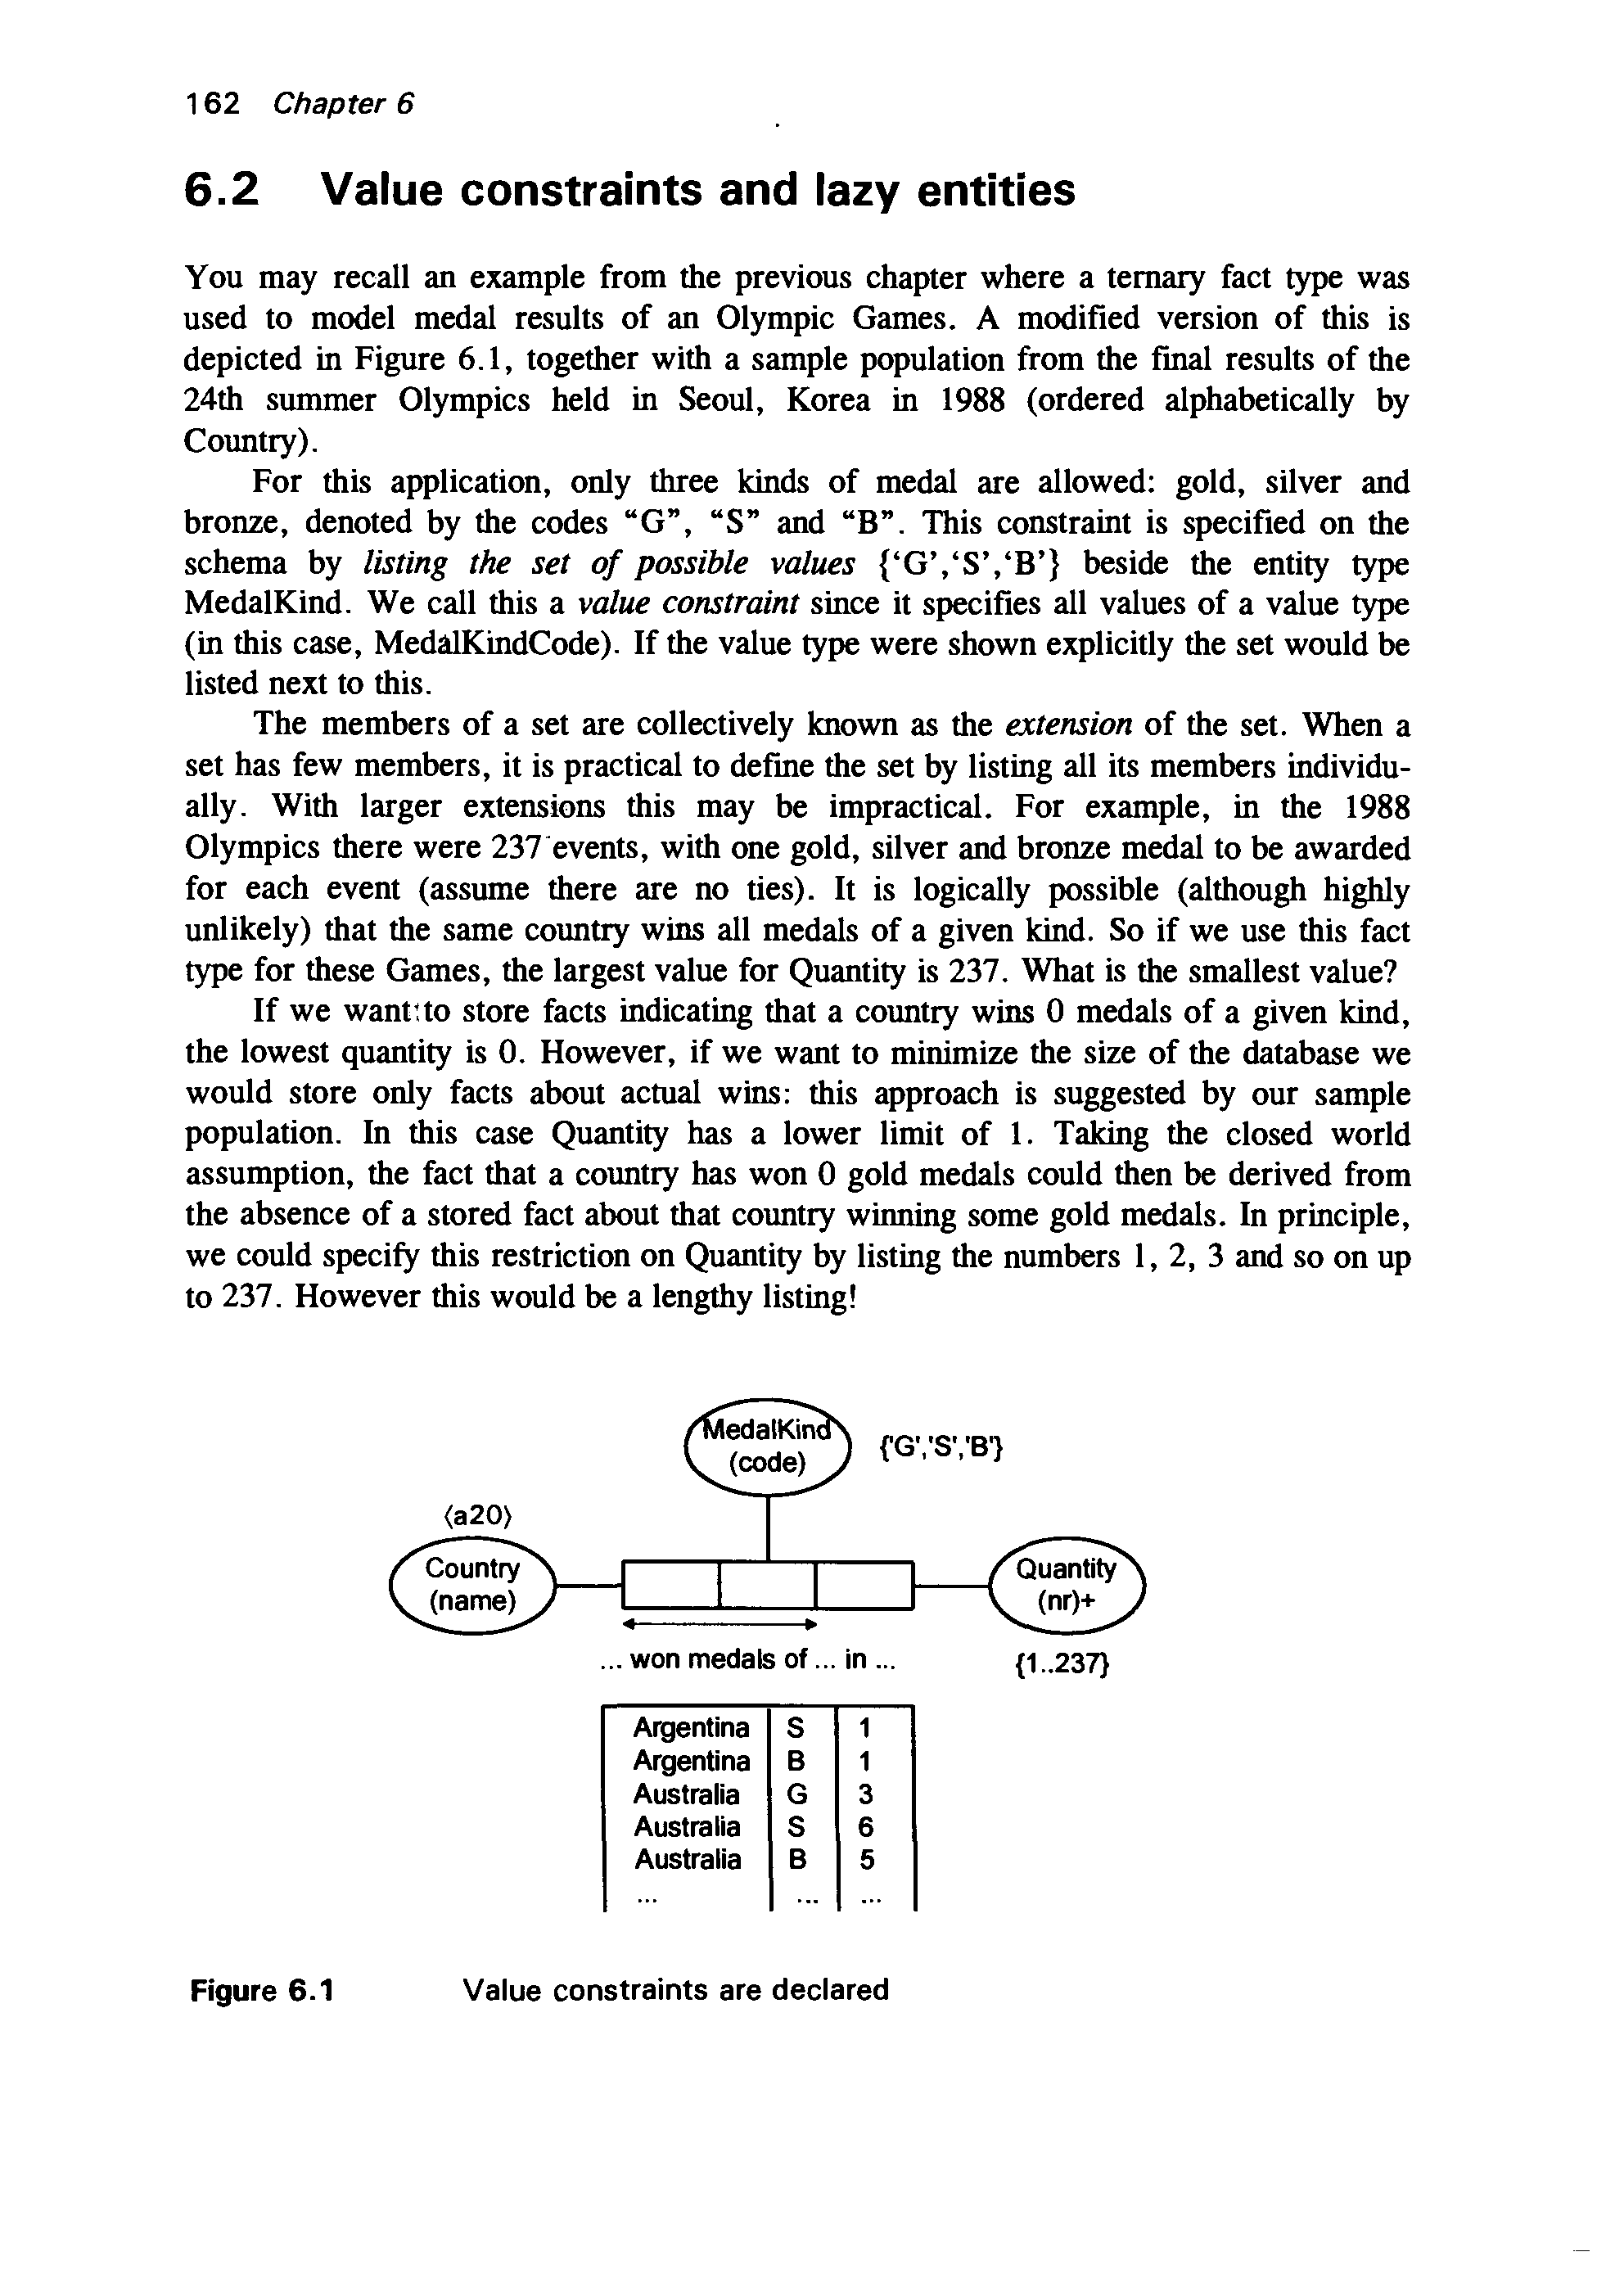 162 Chapter 6
6.2 Value constraints and lazy entities
You may recall an example from the previous chapter where a ternary fact type was
used to model medal results of an Olympic Games. A modified version of this is
depicted in Figure 6.1, together with a sample population from the final results of the
24th summer Olympics held in Seoul, Korea in 1988 (ordered alphabetically by
Country).
For this application, only three kinds of medal are allowed: gold, silver and
bronze, denoted by the codes “G”, “S” and “B”. This constraint is specified on the
schema by listing the set of possible values {‘G’,‘S’,‘B’} beside the entity type
MedalKind. We call this a value constraint since it specifies all values of a value type
(in this case, MedalKindCode). If the value type were shown explicitly the set would be
listed next to this.
The members of a set are collectively known as the extension of the set. When a
set has few members, it is practical to define the set by listing all its members individu-
ally. With larger extensions this may be impractical. For example, in the 1988
Olympics there were 237 events, with one gold, silver and bronze medal to be awarded
for each event (assume there are no ties). It is logically possible (although highly
unlikely) that the same country wins all medals of a given kind. So if we use this fact
type for these Games, the largest value for Quantity is 237. What is the smallest value?
If we want to store facts indicating that a country wins 0 medals of a given kind,
the lowest quantity is 0. However, if we want to minimize the size of the database we
would store only facts about actual wins: this approach is suggested by our sample
population. In this case Quantity has a lower limit of 1. Taking the closed world
assumption, the fact that a country has won 0 gold medals could then be derived from
the absence of a stored fact about that country winning some gold medals. In principle,
we could specify this restriction on Quantity by listing the numbers 1, 2, 3 and so on up
to 237. However this would be a lengthy listing!
MedalKind
(code)
{'G','S','B'}
⟨a20⟩
Country
(name)
Quantity
(nr)+
... won medals of ... in ...
{1..237}
Argentina S 1
Argentina B 1
Australia G 3
Australia S 6
Australia B 5
... ... ...
Figure 6.1 Value constraints are declared